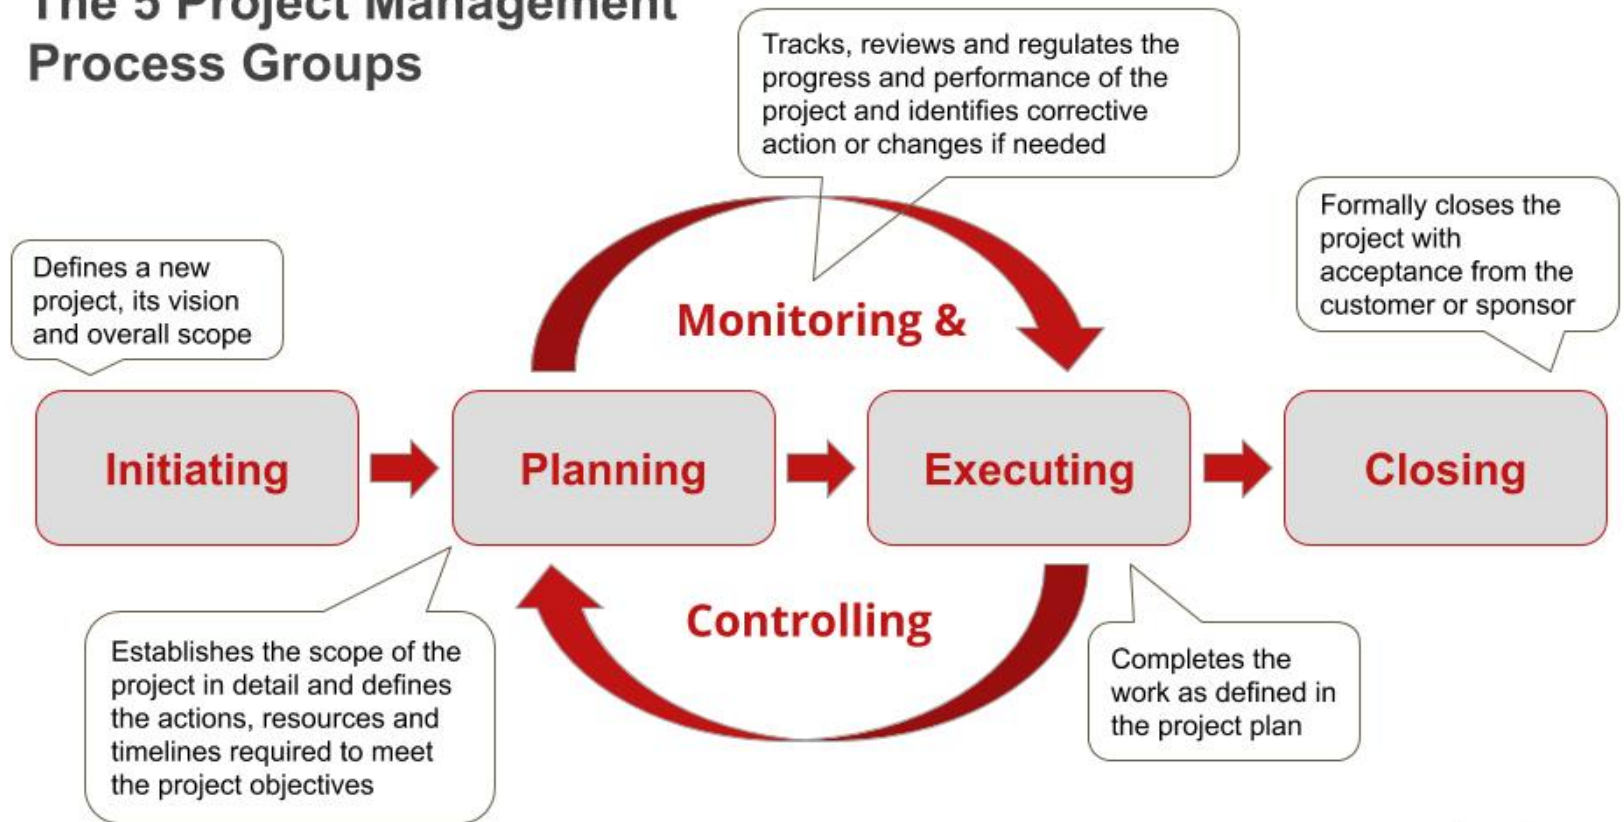 The 5 Project Management
Process Groups
Tracks, reviews and regulates the
progress and performance of the
project and identifies corrective
action or changes if needed
Formally closes the
project with
acceptance from the
customer or sponsor
Defines a new
project, its vision
and overall scope
Monitoring &
Initiating
Planning
Executing
Closing
Controlling
Establishes the scope of the
project in detail and defines
the actions, resources and
timelines required to meet
the project objectives
Completes the
work as defined in
the project plan